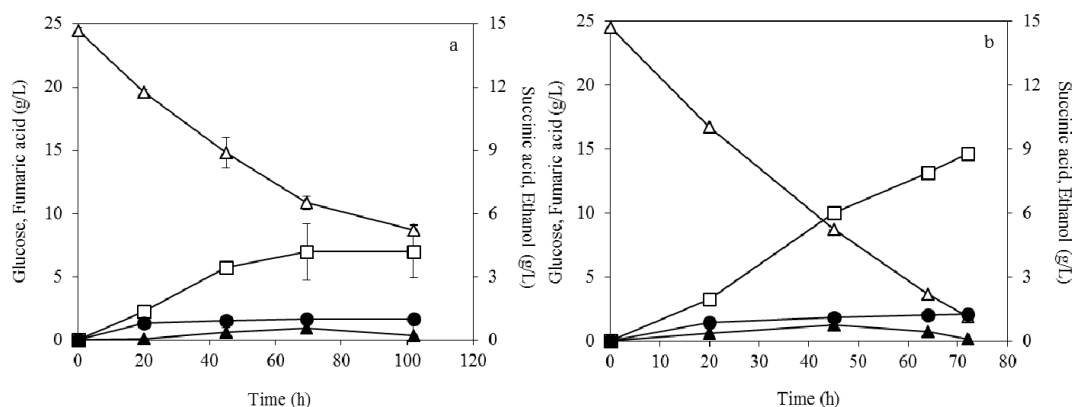 a
25
20
15
10
5
0
Glucose, Fumaric acid (g/L)
15
12
9
6
3
0
Succinic acid, Ethanol (g/L)
0 20 40 60 80 100 120
Time (h)
b
25
20
15
10
5
0
Glucose, Fumaric acid (g/L)
15
12
9
6
3
0
Succinic acid, Ethanol (g/L)
0 10 20 30 40 50 60 70 80
Time (h)